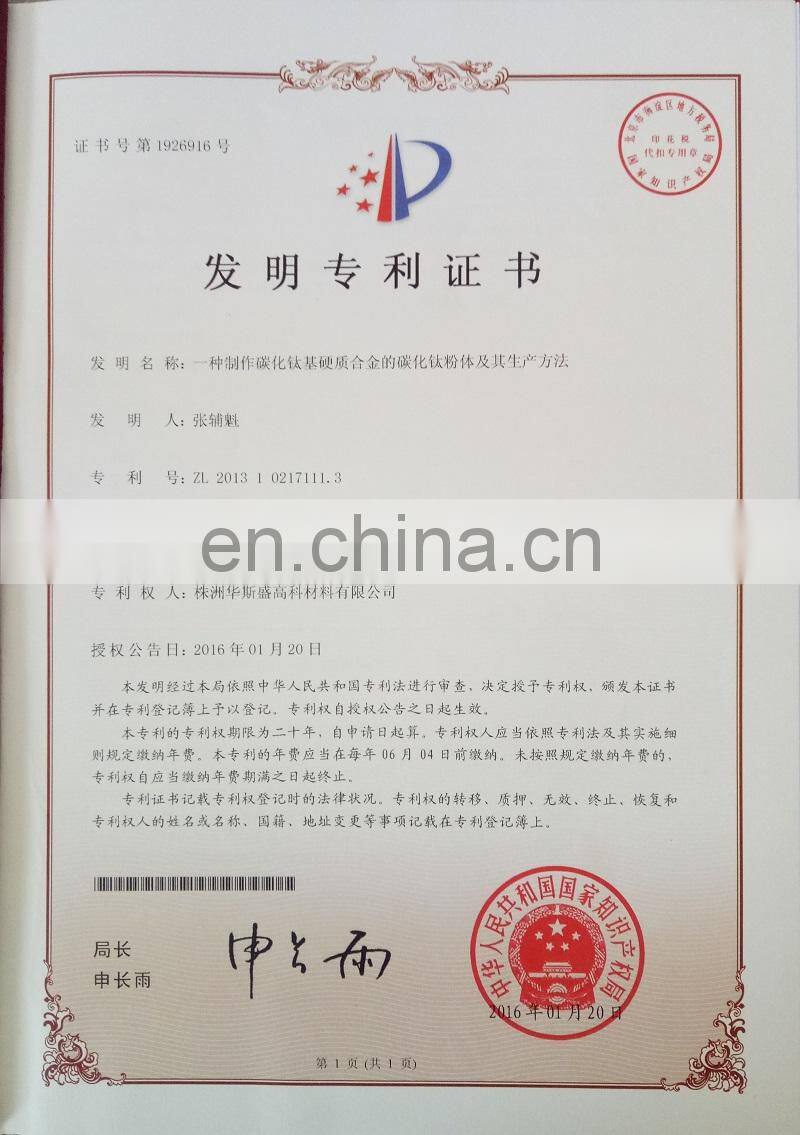 证书号第1926916号
北京市海淀区地方税务局
印花税
代扣专用章
国家知识产权局
发明专利证书
发明名称：一种制作碳化钛基硬质合金的碳化钛粉体及其生产方法
发明人：张辅魁
专利号：ZL 2013 1 0217111.3
en.china.cn
专利权人：株洲华斯盛高科材料有限公司
授权公告日：2016年01月20日
本发明经过本局依照中华人民共和国专利法进行审查，决定授予专利权，颁发本证书
并在专利登记簿上予以登记。专利权自授权公告之日起生效。
本专利的专利权期限为二十年，自申请日起算。专利权人应当依照专利法及其实施细
则规定缴纳年费。本专利的年费应当在每年06月04日前缴纳。未按照规定缴纳年费的，
专利权自应当缴纳年费期满之日起终止。
专利证书记载专利权登记时的法律状况。专利权的转移、质押、无效、终止、恢复和
专利权人的姓名或名称、国籍、地址变更等事项记载在专利登记簿上。
局长
申长雨
申长雨
中华人民共和国国家知识产权局
2016年01月20日
第1页(共1页)